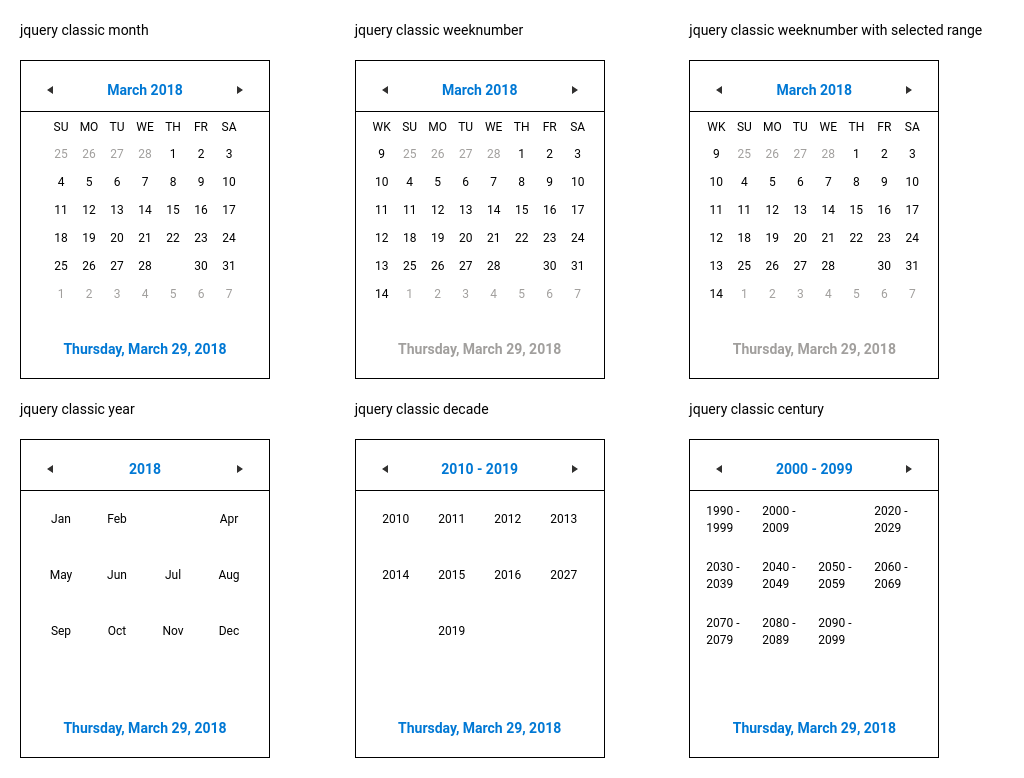 jquery classic month
March 2018
SU MO TU WE TH FR SA
25 26 27 28 1 2 3
4 5 6 7 8 9 10
11 12 13 14 15 16 17
18 19 20 21 22 23 24
25 26 27 28 30 31
1 2 3 4 5 6 7
Thursday, March 29, 2018
jquery classic weeknumber
March 2018
WK SU MO TU WE TH FR SA
9 25 26 27 28 1 2 3
10 4 5 6 7 8 9 10
11 11 12 13 14 15 16 17
12 18 19 20 21 22 23 24
13 25 26 27 28 30 31
14 1 2 3 4 5 6 7
Thursday, March 29, 2018
jquery classic weeknumber with selected range
March 2018
WK SU MO TU WE TH FR SA
9 25 26 27 28 1 2 3
10 4 5 6 7 8 9 10
11 11 12 13 14 15 16 17
12 18 19 20 21 22 23 24
13 25 26 27 28 30 31
14 1 2 3 4 5 6 7
Thursday, March 29, 2018
jquery classic year
2018
Jan Feb Apr
May Jun Jul Aug
Sep Oct Nov Dec
Thursday, March 29, 2018
jquery classic decade
2010 - 2019
2010 2011 2012 2013
2014 2015 2016 2027
2019
Thursday, March 29, 2018
jquery classic century
2000 - 2099
1990 - 2000 - 2020 -
1999 2009 2029
2030 - 2040 - 2050 - 2060 -
2039 2049 2059 2069
2070 - 2080 - 2090 -
2079 2089 2099
Thursday, March 29, 2018